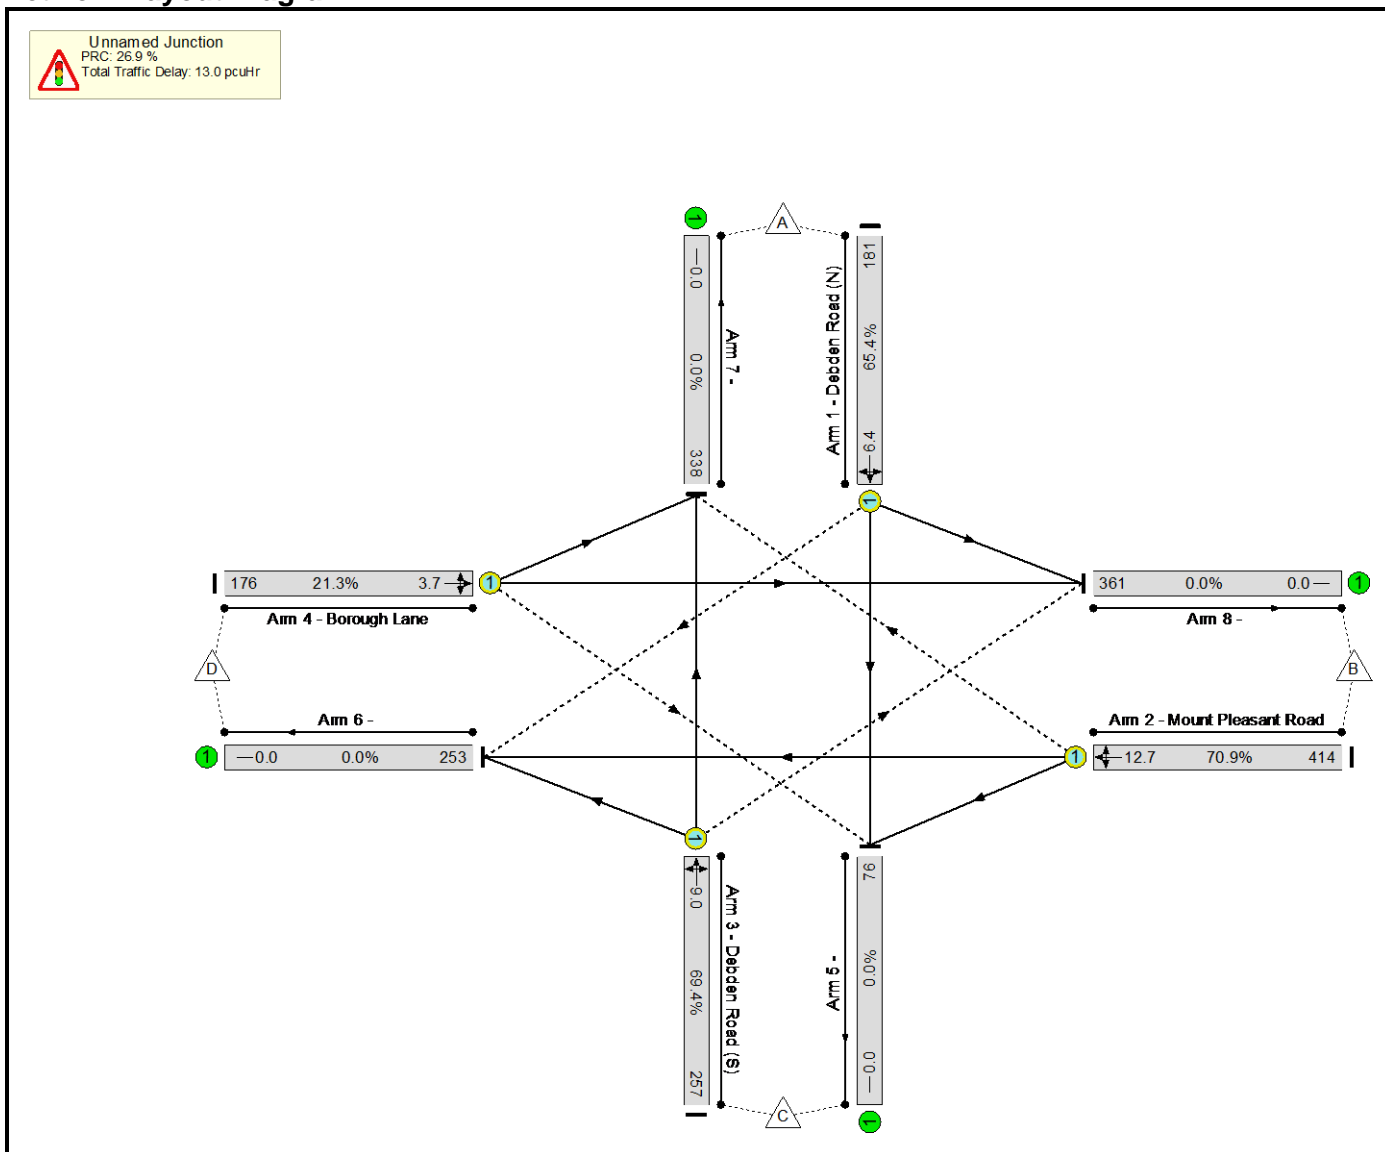 Unnamed Junction
PRC: 26.9 %
Total Traffic Delay: 13.0 pcuHr
A
1
0.0
0.0%
338
Arm 7 -
Arm 1 - Debden Road (N)
181
65.4%
6.4
1
176 21.3% 3.7
1
Arm 4 - Borough Lane
361 0.0% 0.0
1
Arm 8 -
D
B
Arm 6 -
1
0.0 0.0% 253
Arm 2 - Mount Pleasant Road
1
12.7 70.9% 414
1
9.0
69.4%
257
Arm 3 - Debden Road (S)
Arm 5 -
76
0.0%
0.0
C
1